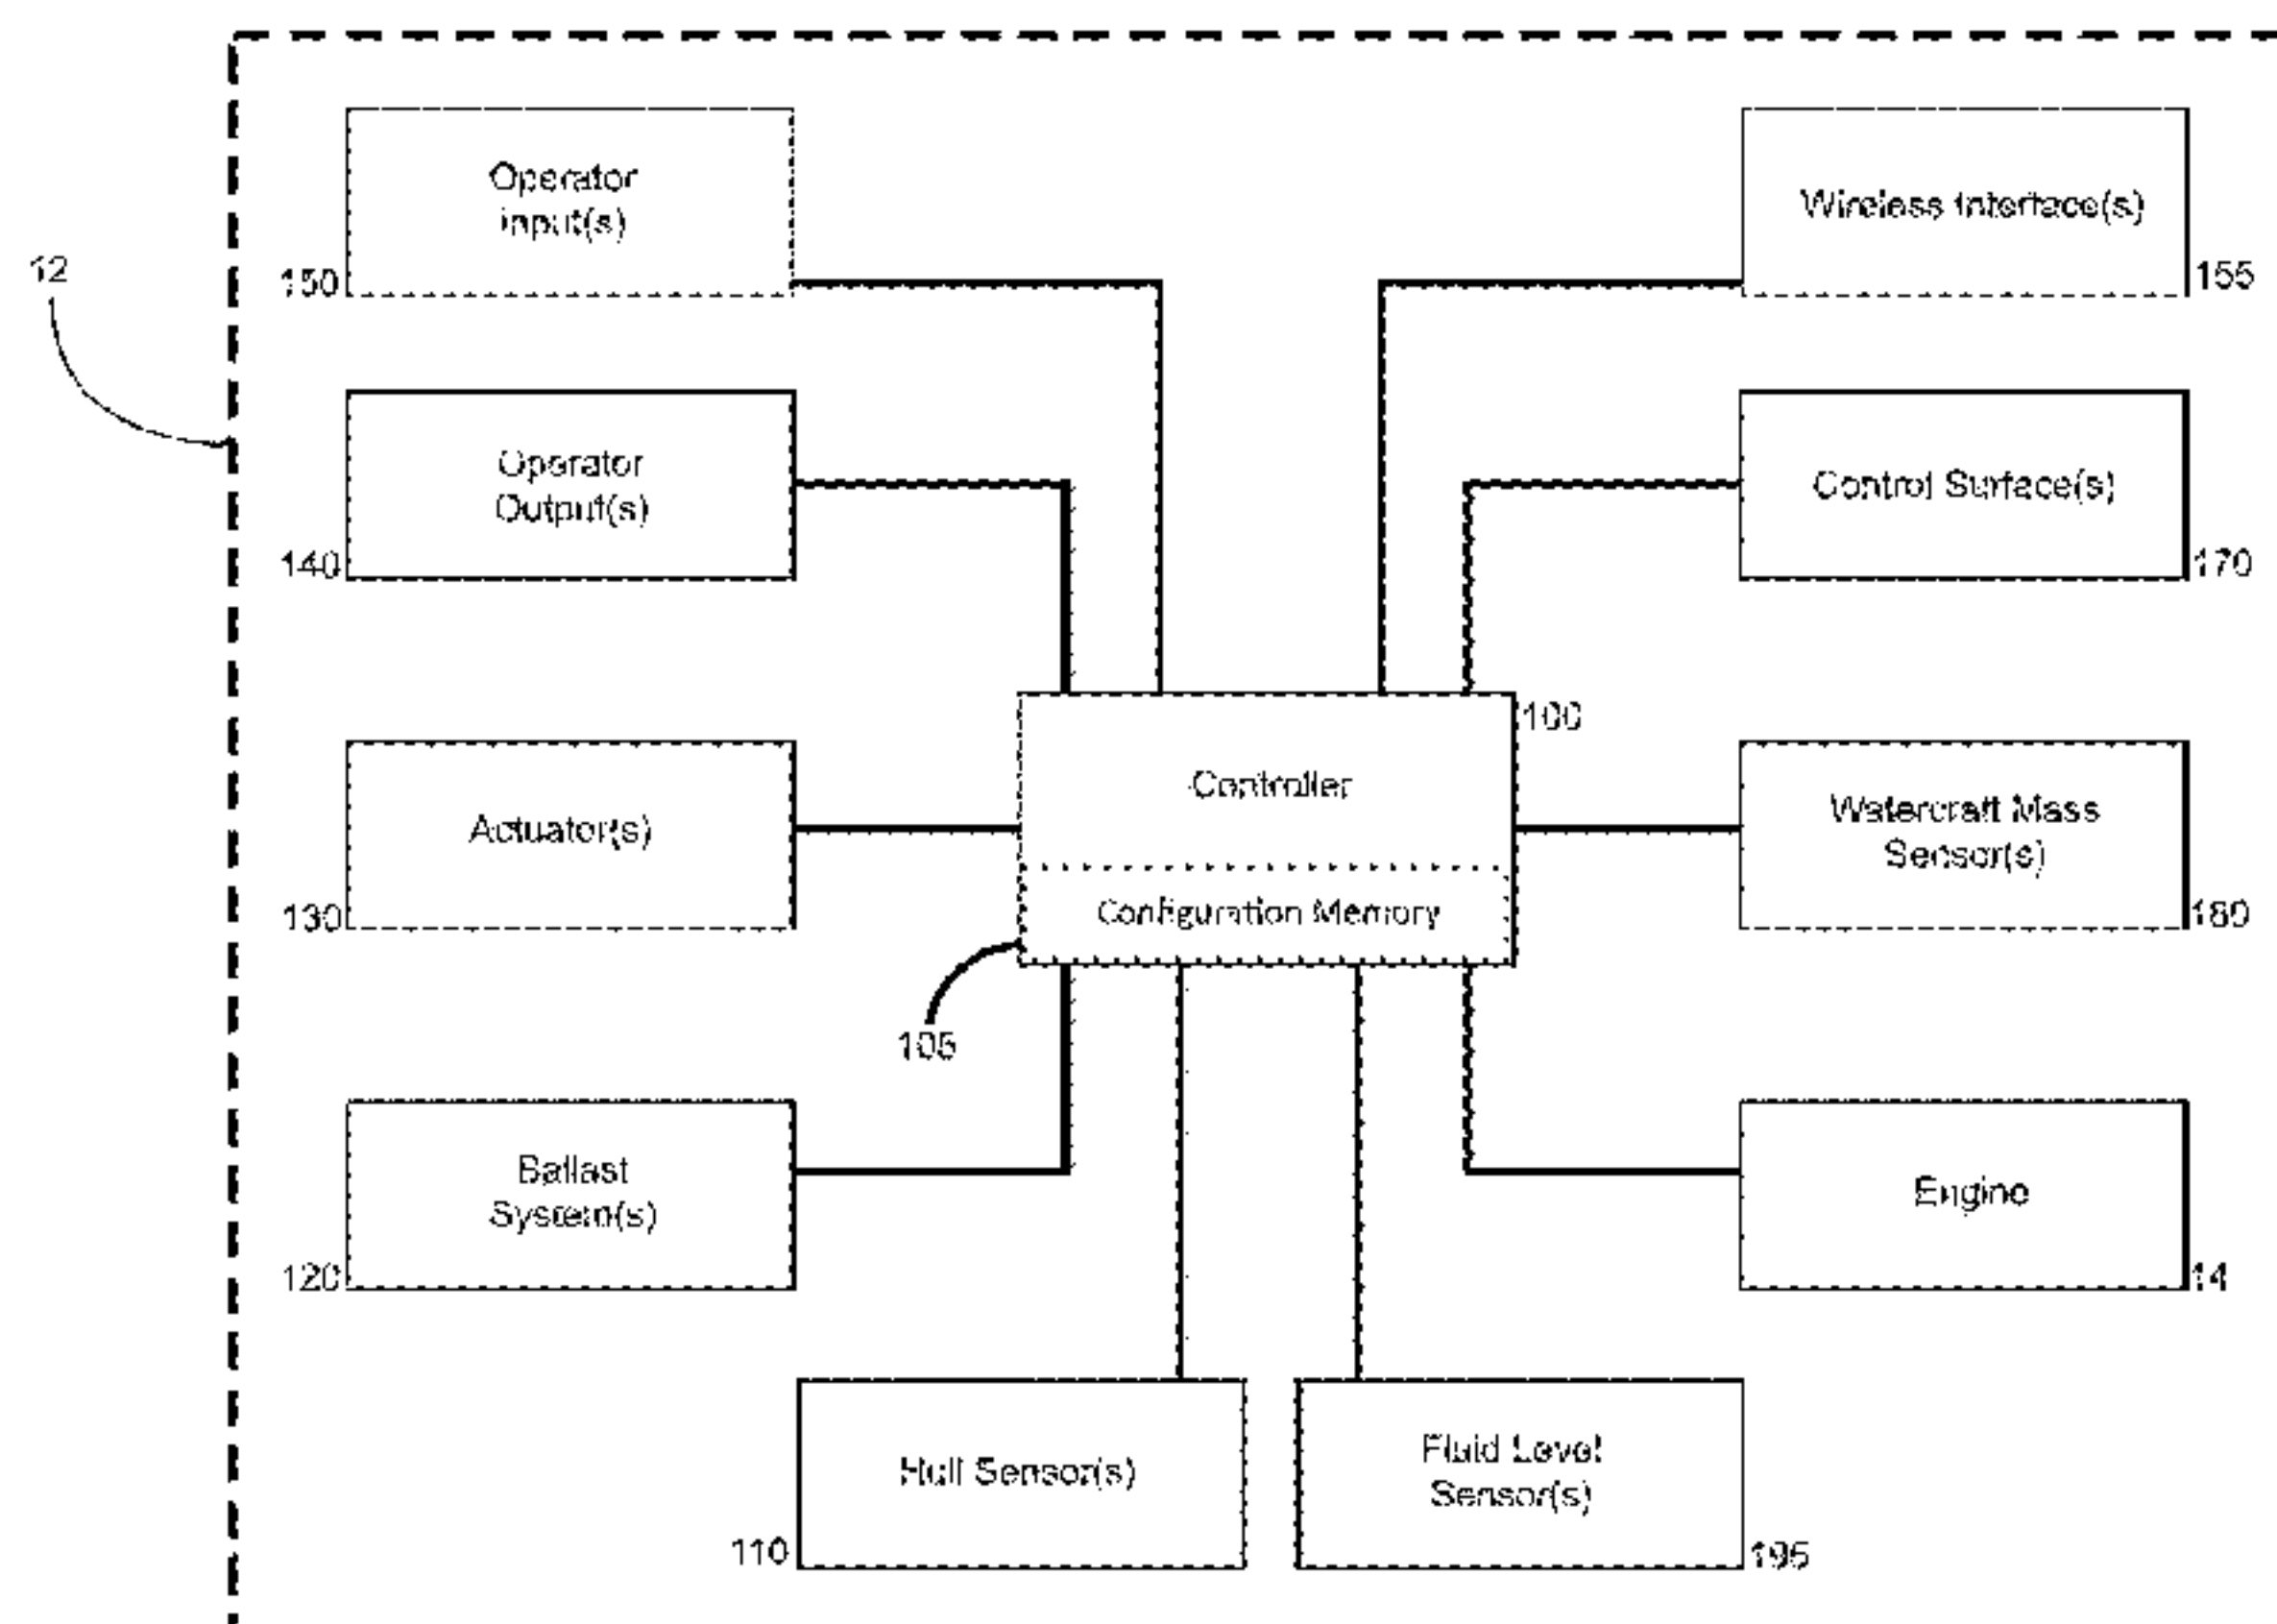 Operator
Input(s)
150
Wireless Interface(s)
155
12
Operator
Output(s)
140
Control Surface(s)
170
100
Controller
Actuator(s)
130
Watercraft Mass
Sensor(s)
180
Configuration Memory
105
Ballast
System(s)
120
Engine
14
Hull Sensor(s)
110
Fluid Level
Sensor(s)
195